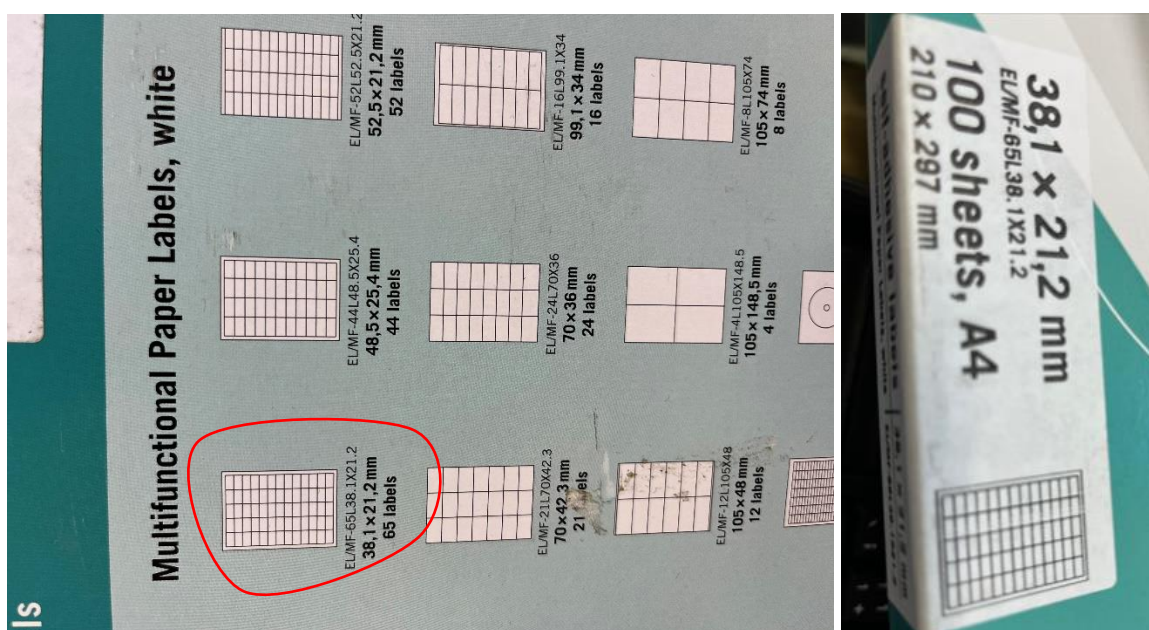 ls
Multifunctional Paper Labels, white
EL/MF-65L38.1X21.2
38,1 x 21,2 mm
65 labels
EL/MF-44L48.5X25.4
48,5 x 25,4 mm
44 labels
EL/MF-52L52.5X21.2
52,5 x 21,2 mm
52 labels
EL/MF-21L70X42.3
70 x 42,3 mm
21
EL/MF-24L70X36
70 x 36 mm
24 labels
EL/MF-16L99.1X34
99,1 x 34 mm
16 labels
EL/MF-12L105X48
105 x 48 mm
12 labels
EL/MF-4L105X148.5
105 x 148,5 mm
4 labels
EL/MF-8L105X74
105 x 74 mm
8 labels
38,1 x 21,2 mm
EL/MF-65L38.1X21.2
100 sheets, A4
210 x 297 mm